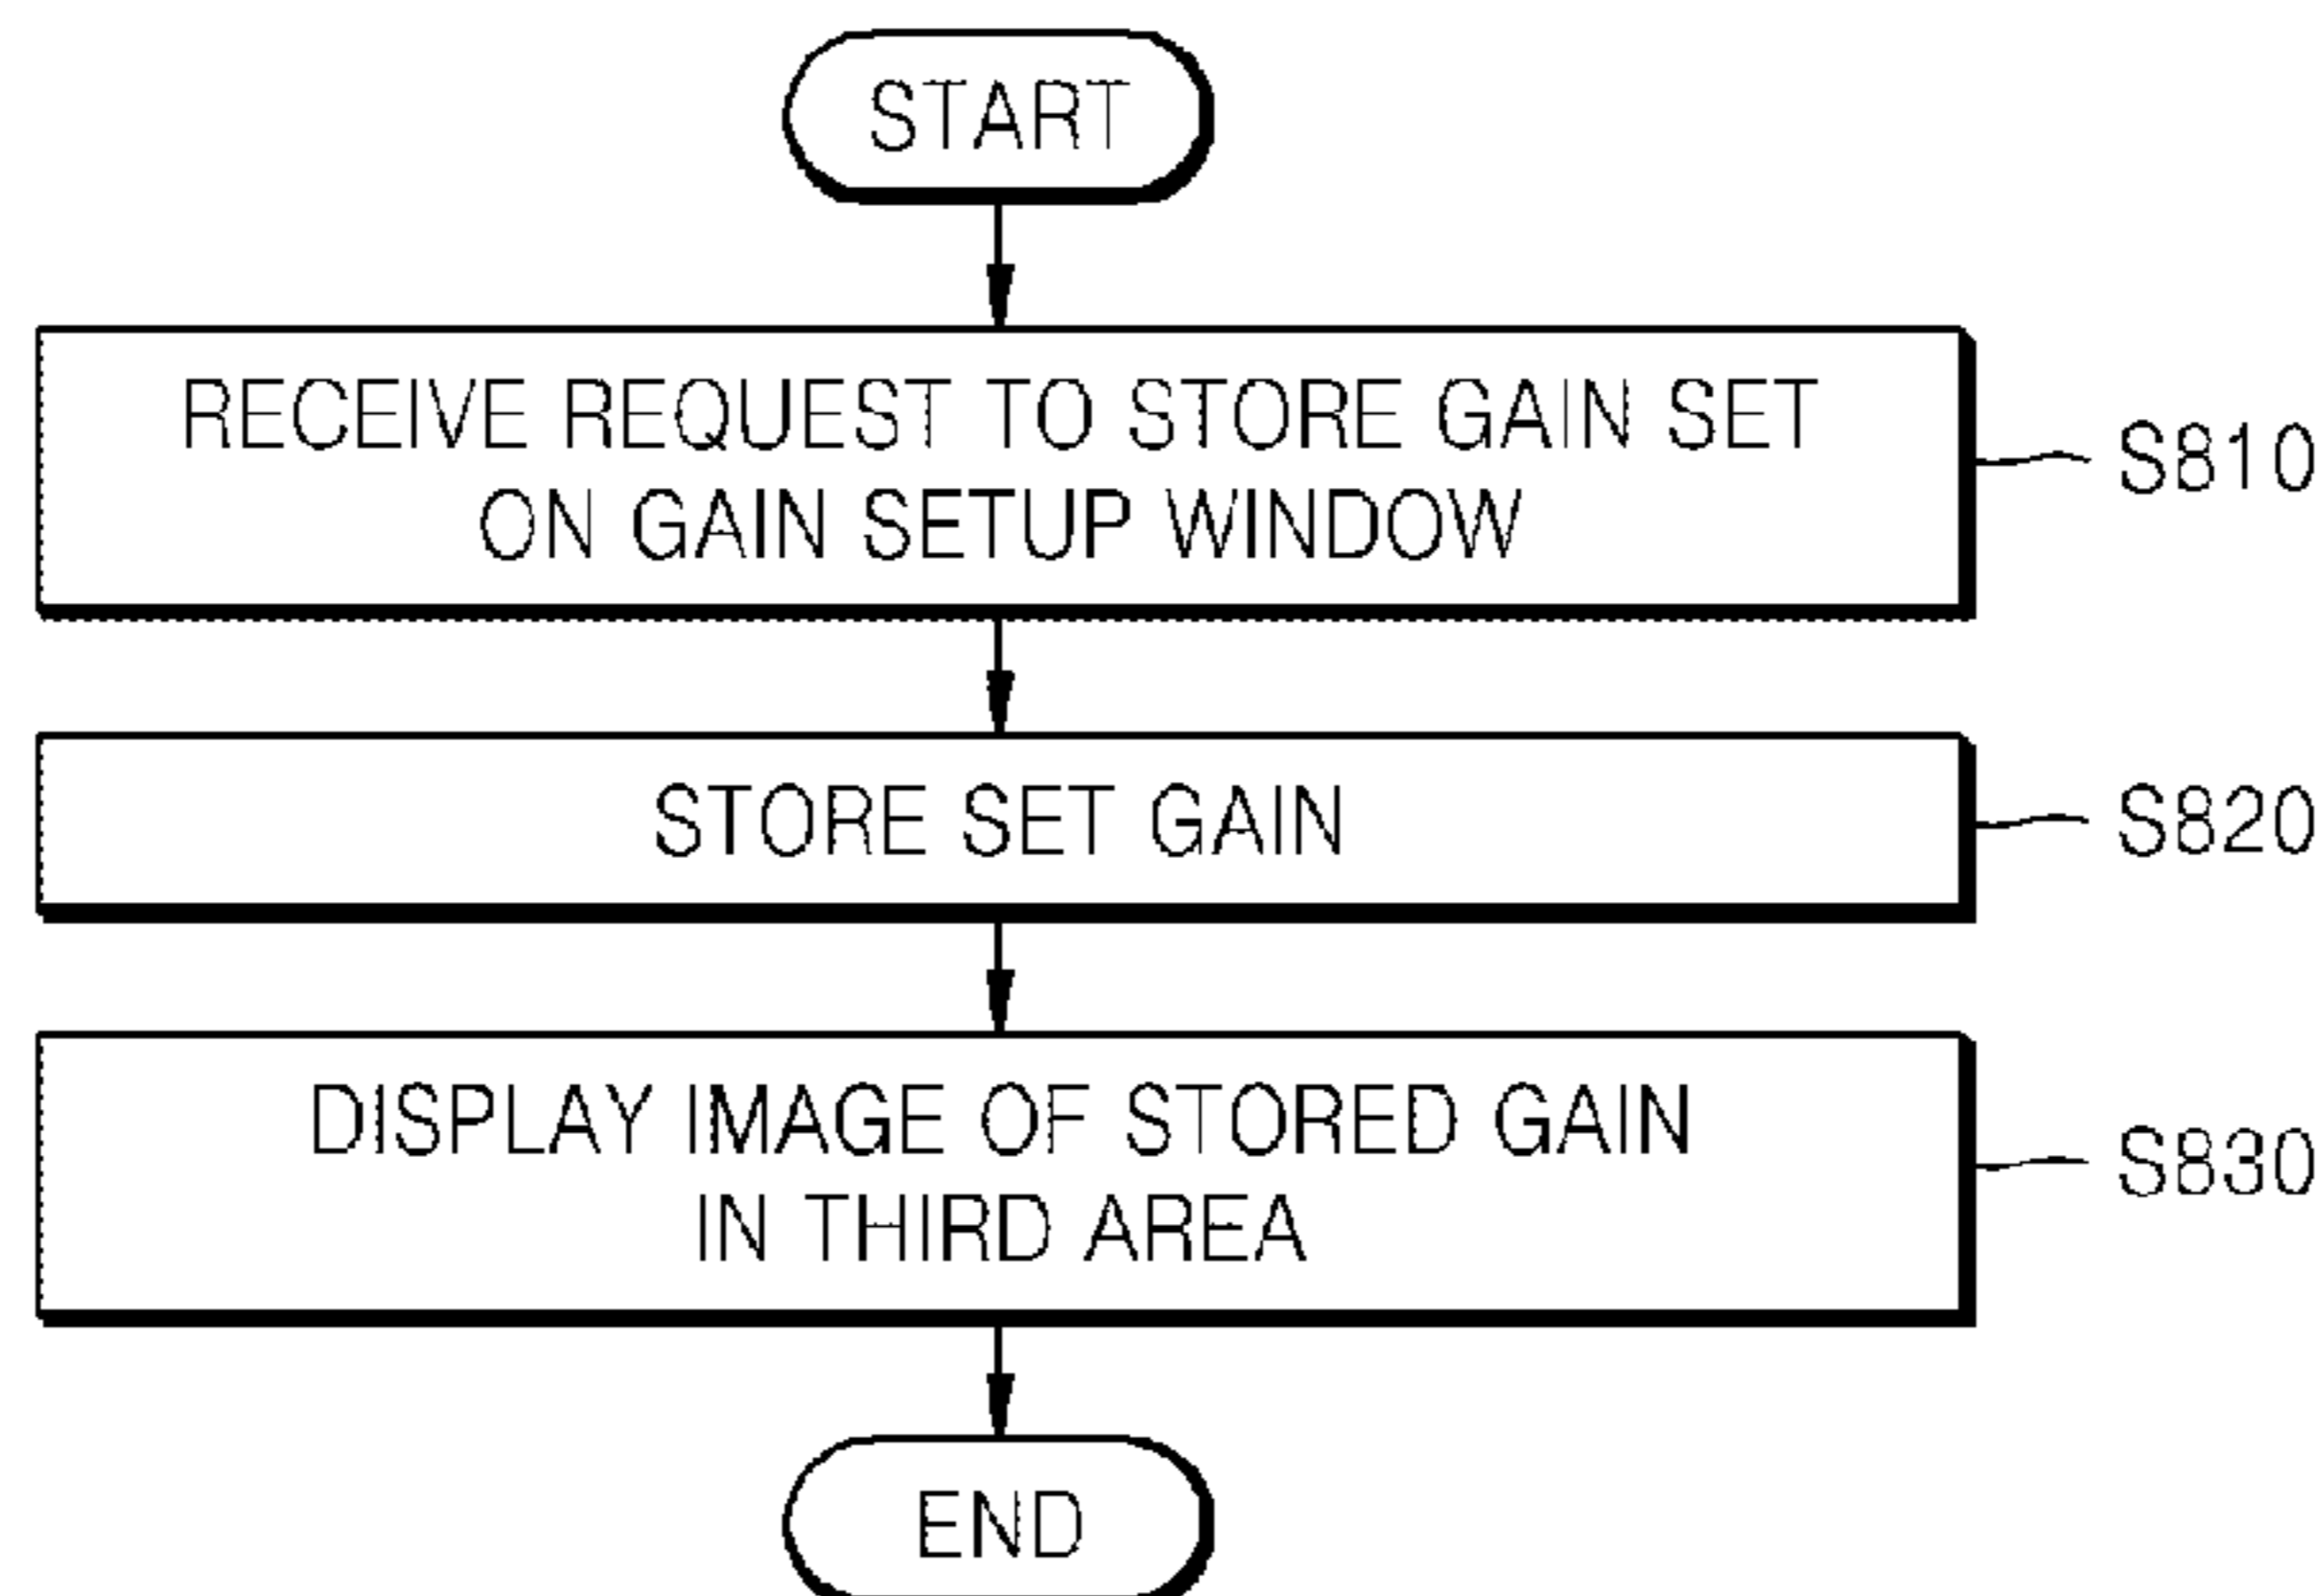 START
RECEIVE REQUEST TO STORE GAIN SET
ON GAIN SETUP WINDOW
S810
STORE SET GAIN
S820
DISPLAY IMAGE OF STORED GAIN
IN THIRD AREA
S830
END